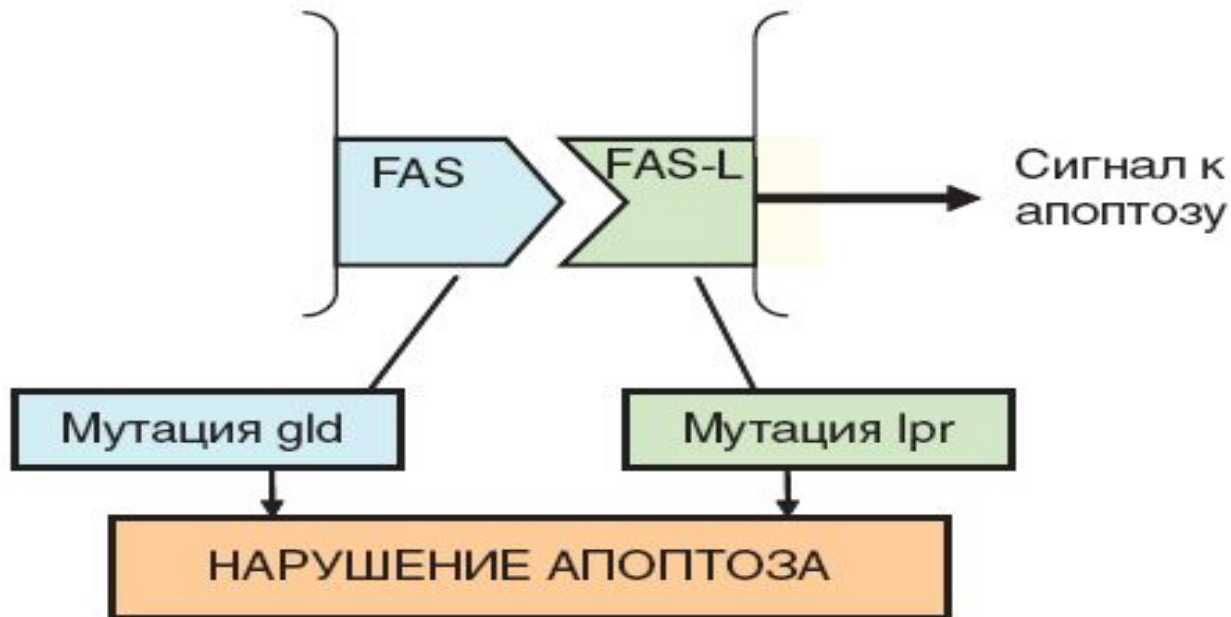 FAS
FAS-L
Сигнал к
апоптозу
Мутация gld
Мутация lpr
НАРУШЕНИЕ АПОПТОЗА